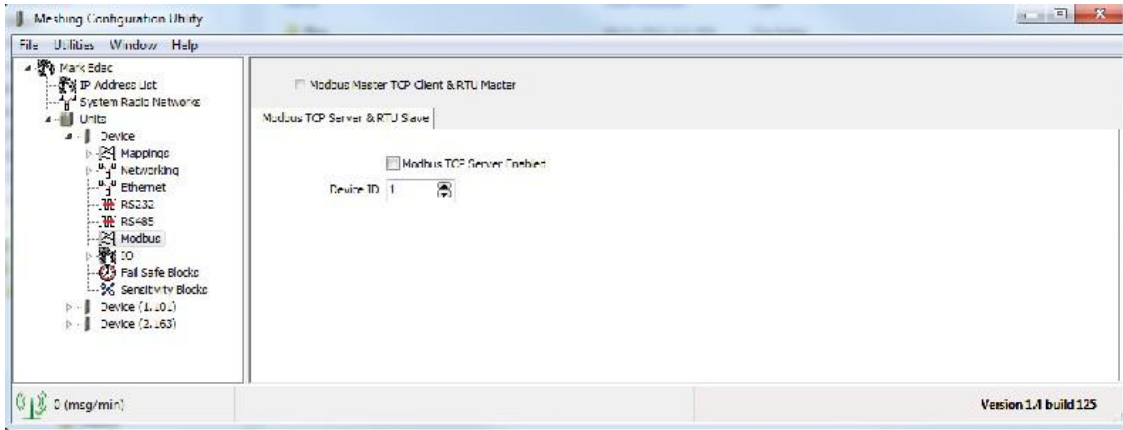 Meshing Configuration Utility
File Utilities Window Help
Mark Edac
IP Address List
System Radio Networks
Units
Device
Mappings
Networking
Ethernet
RS232
RS485
Modbus
IO
Fail Safe Blocks
Sensitivity Blocks
Device (1.101)
Device (2.163)
Modbus Master TCP Client & RTU Master
Modbus TCP Server & RTU Slave
Modbus TCP Server Enabled
Device ID 1
0 (msg/min)
Version 1.4 build 125